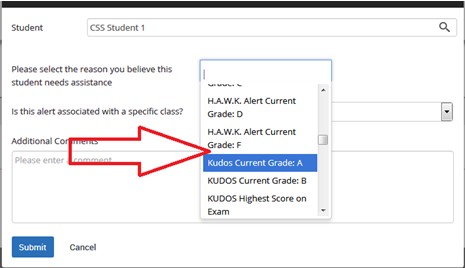 Student
CSS Student 1
Please select the reason you believe this
student needs assistance
Grade: C
H.A.W.K. Alert Current
Grade: D
H.A.W.K. Alert Current
Grade: F
Kudos Current Grade: A
KUDOS Current Grade: B
KUDOS Highest Score on
Exam
Is this alert associated with a specific class?
Additional Comments
Please enter a comment
Submit
Cancel